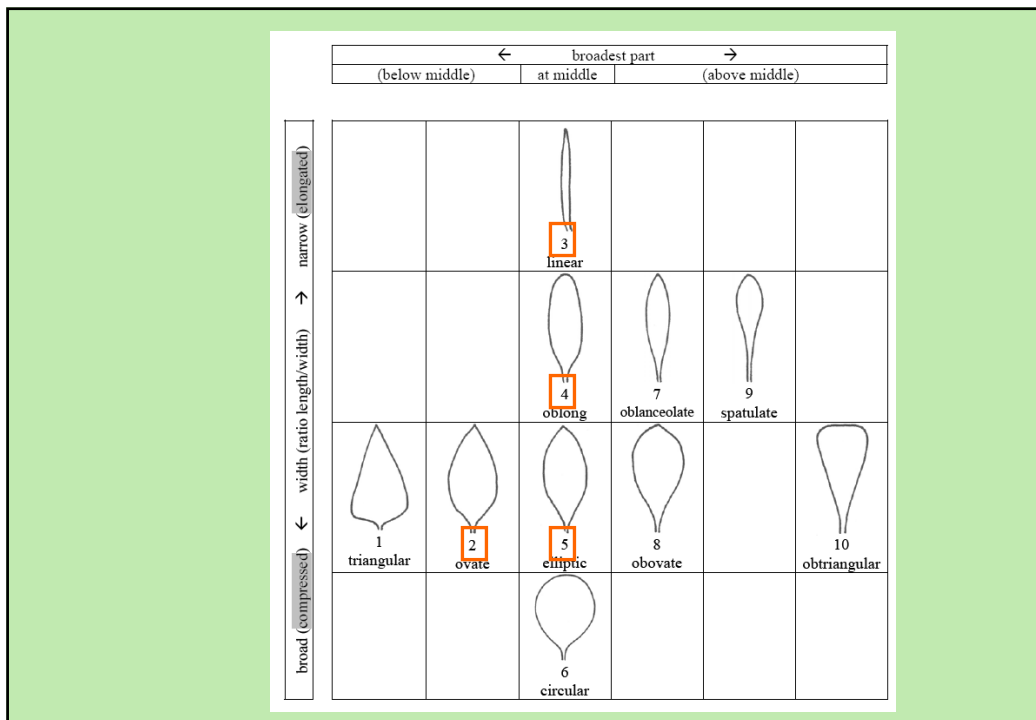 ← broadest part →
(below middle) at middle (above middle)
narrow (elongated)
← width (ratio length/width) →
broad (compressed)
3
linear
4 7 9
oblong oblanceolate spatulate
1 2 5 8 10
triangular ovate elliptic obovate obtriangular
6
circular